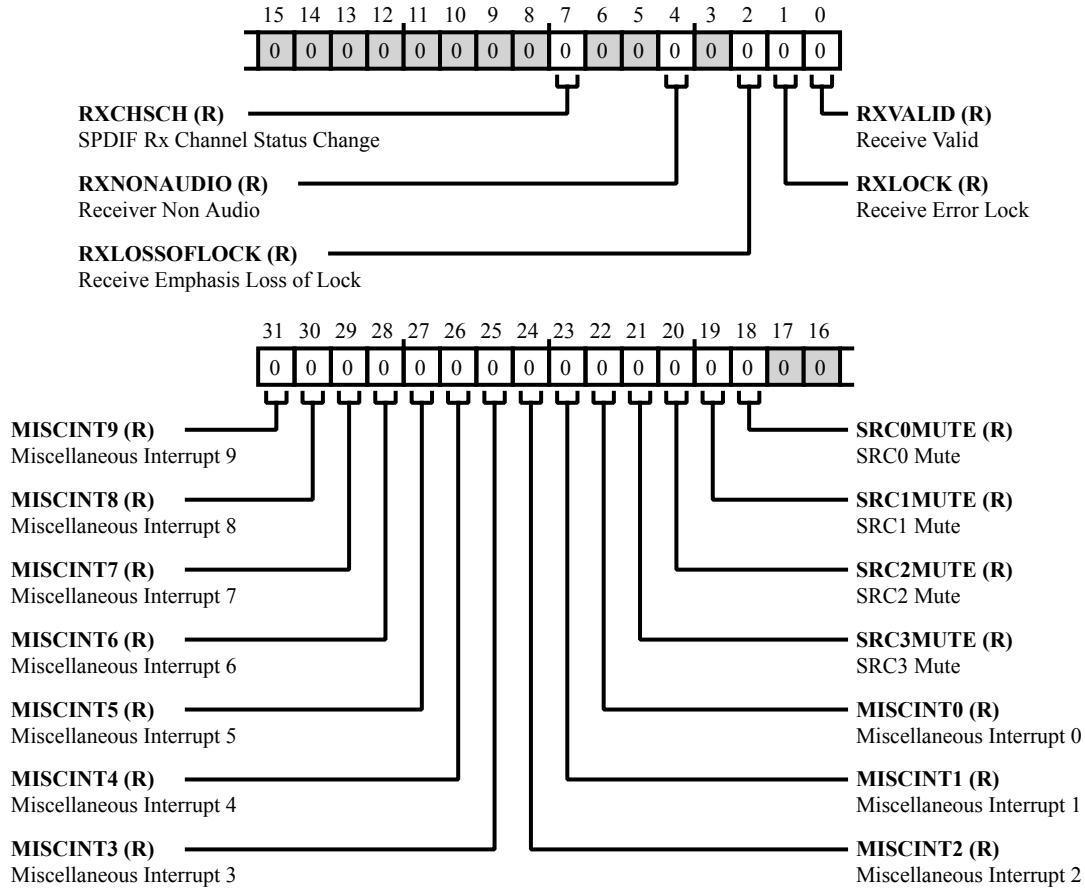 15 14 13 12 11 10 9 8 7 6 5 4 3 2 1 0
0 0 0 0 0 0 0 0 0 0 0 0 0 0 0 0
RXCHSCH (R)
SPDIF Rx Channel Status Change
RXNONAUDIO (R)
Receiver Non Audio
RXLOSSOFLOCK (R)
Receive Emphasis Loss of Lock
RXVALID (R)
Receive Valid
RXLOCK (R)
Receive Error Lock
31 30 29 28 27 26 25 24 23 22 21 20 19 18 17 16
0 0 0 0 0 0 0 0 0 0 0 0 0 0 0 0
MISCINT9 (R)
Miscellaneous Interrupt 9
MISCINT8 (R)
Miscellaneous Interrupt 8
MISCINT7 (R)
Miscellaneous Interrupt 7
MISCINT6 (R)
Miscellaneous Interrupt 6
MISCINT5 (R)
Miscellaneous Interrupt 5
MISCINT4 (R)
Miscellaneous Interrupt 4
MISCINT3 (R)
Miscellaneous Interrupt 3
SRC0MUTE (R)
SRC0 Mute
SRC1MUTE (R)
SRC1 Mute
SRC2MUTE (R)
SRC2 Mute
SRC3MUTE (R)
SRC3 Mute
MISCINT0 (R)
Miscellaneous Interrupt 0
MISCINT1 (R)
Miscellaneous Interrupt 1
MISCINT2 (R)
Miscellaneous Interrupt 2